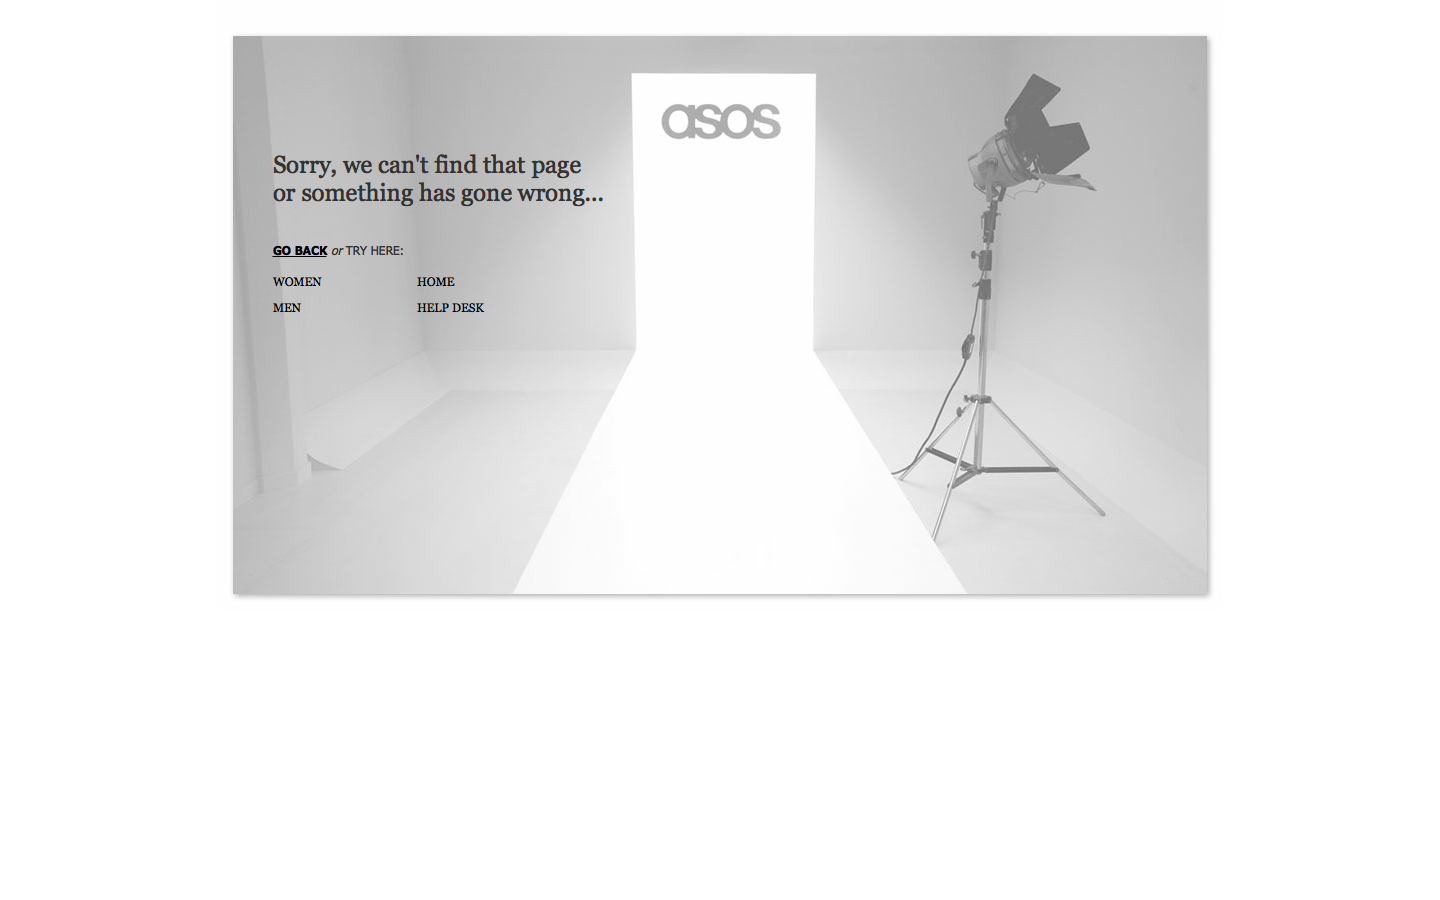 asos
Sorry, we can't find that page
or something has gone wrong...
GO BACK or TRY HERE:
WOMEN HOME
MEN HELP DESK